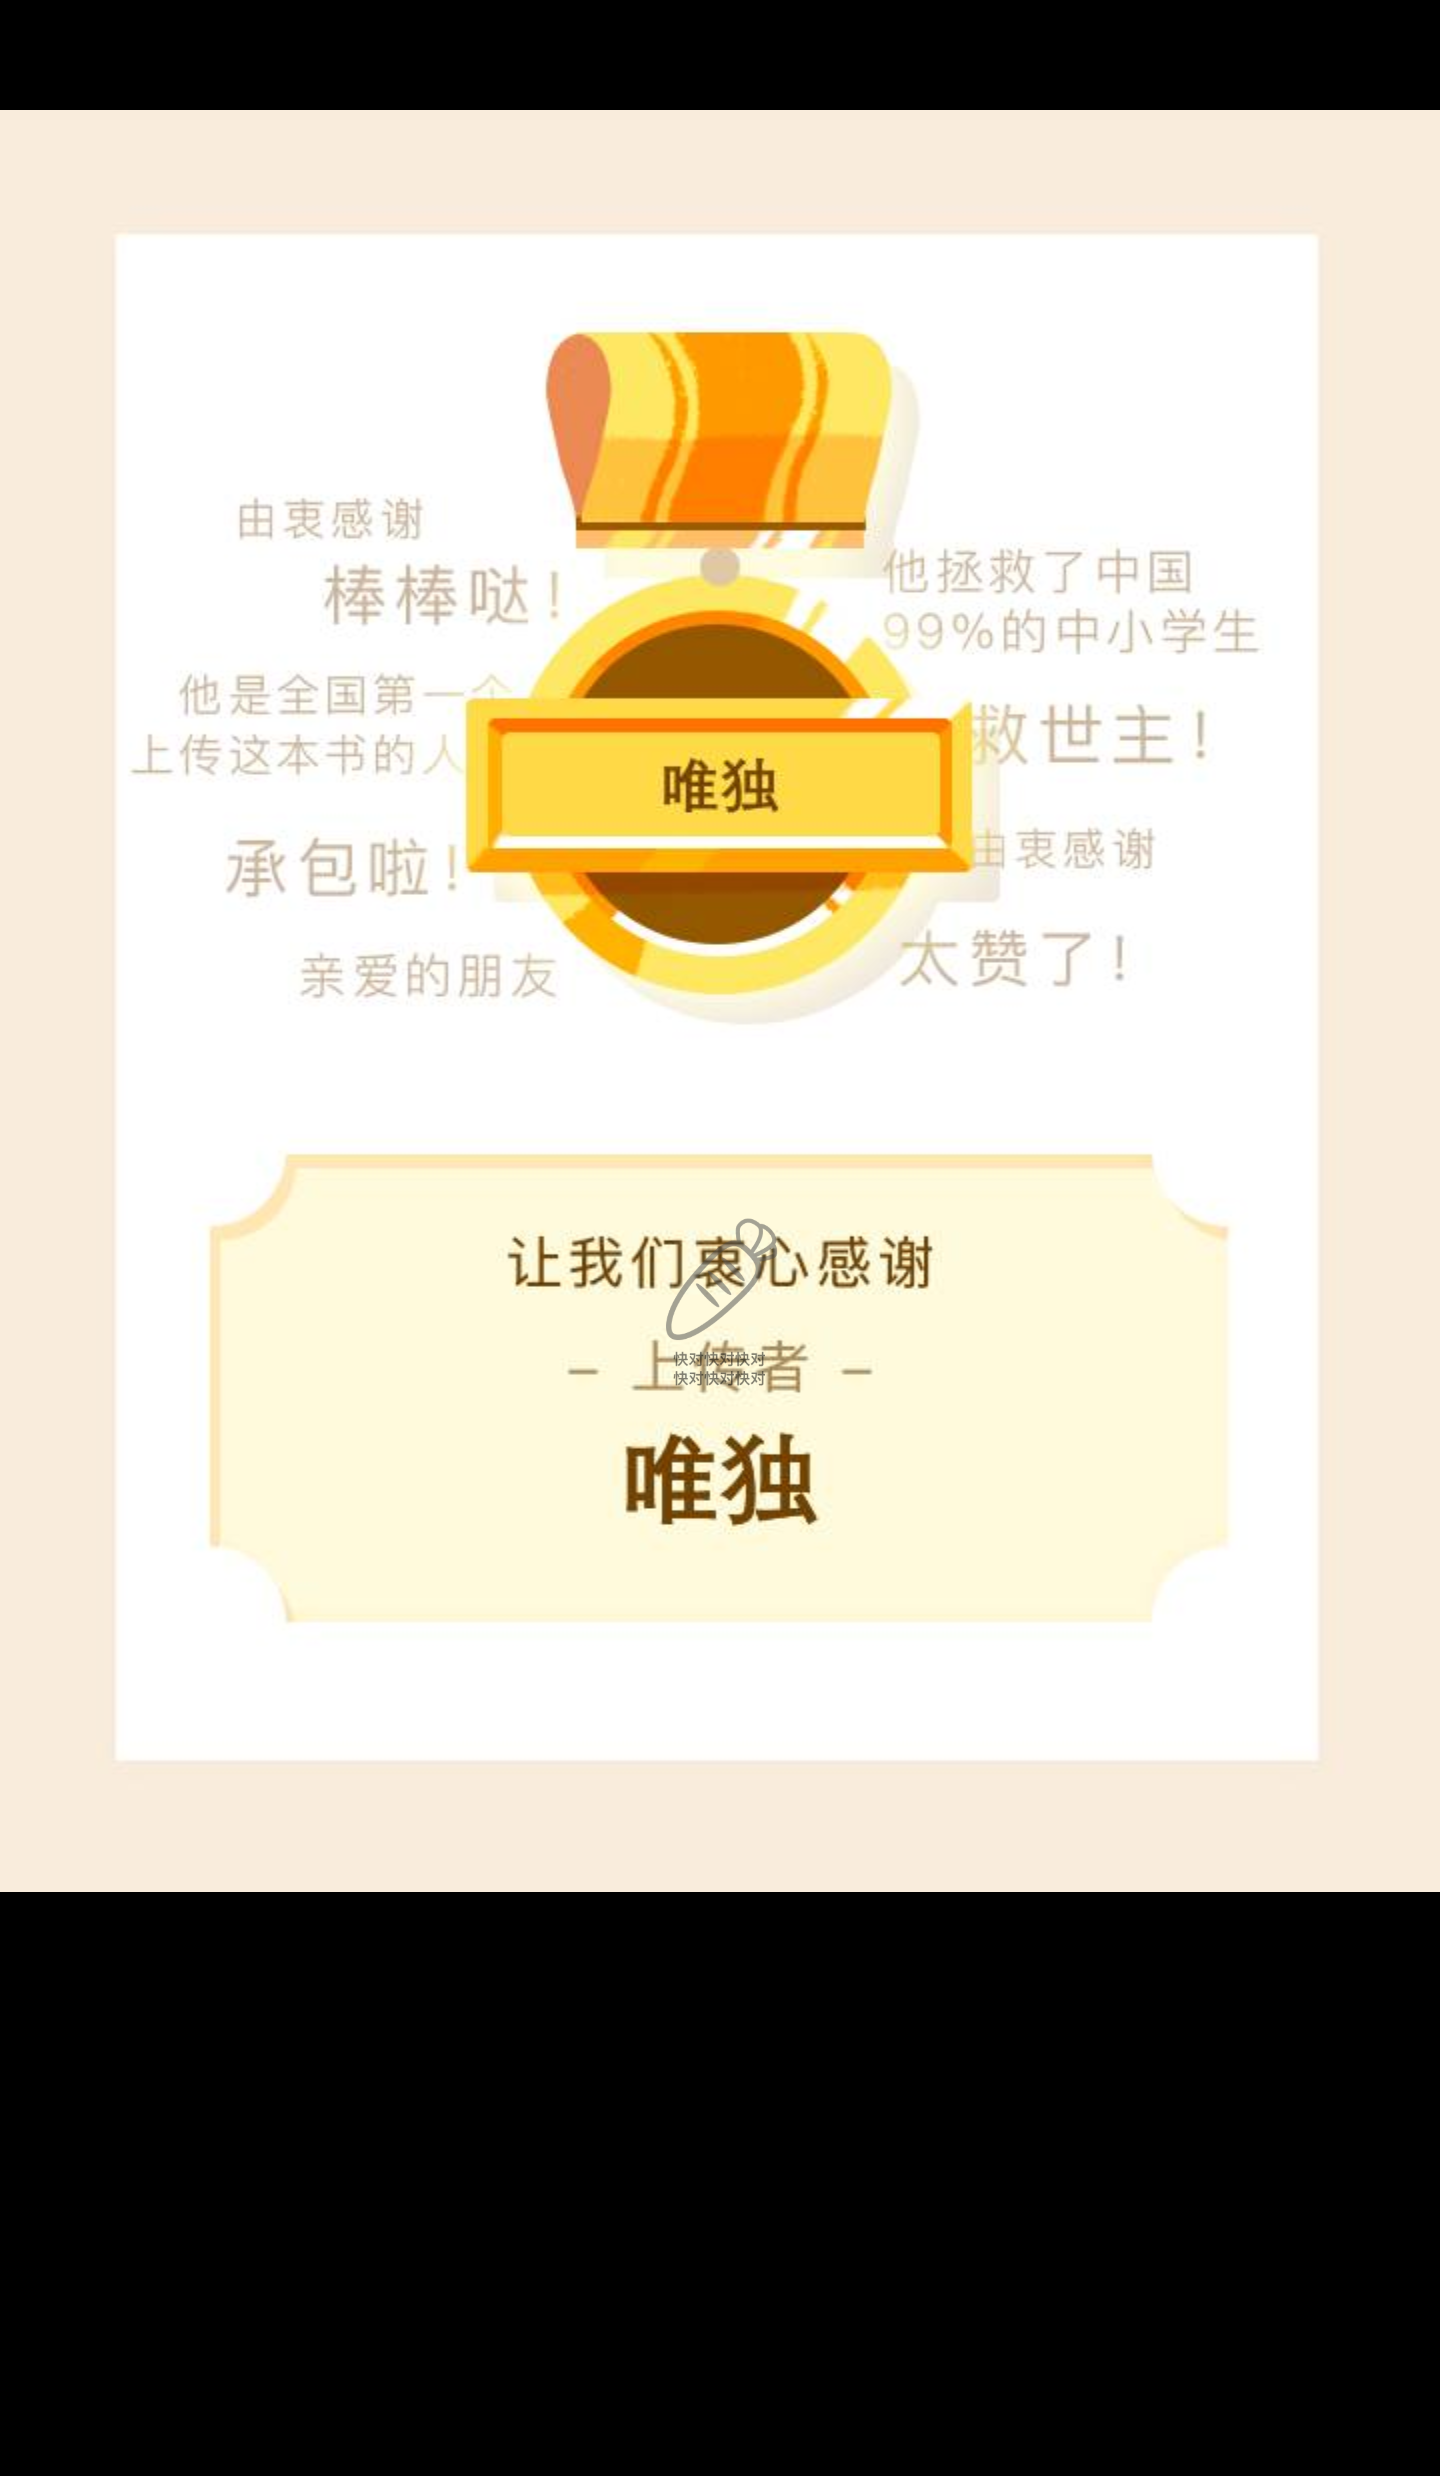 由衷感谢
棒棒哒！
他是全国第一个
上传这本书的人
承包啦！
亲爱的朋友
他拯救了中国
99%的中小学生
救世主！
由衷感谢
太赞了！
唯独
让我们衷心感谢
- 上传者 -
快对快对快对
快对快对快对
唯独